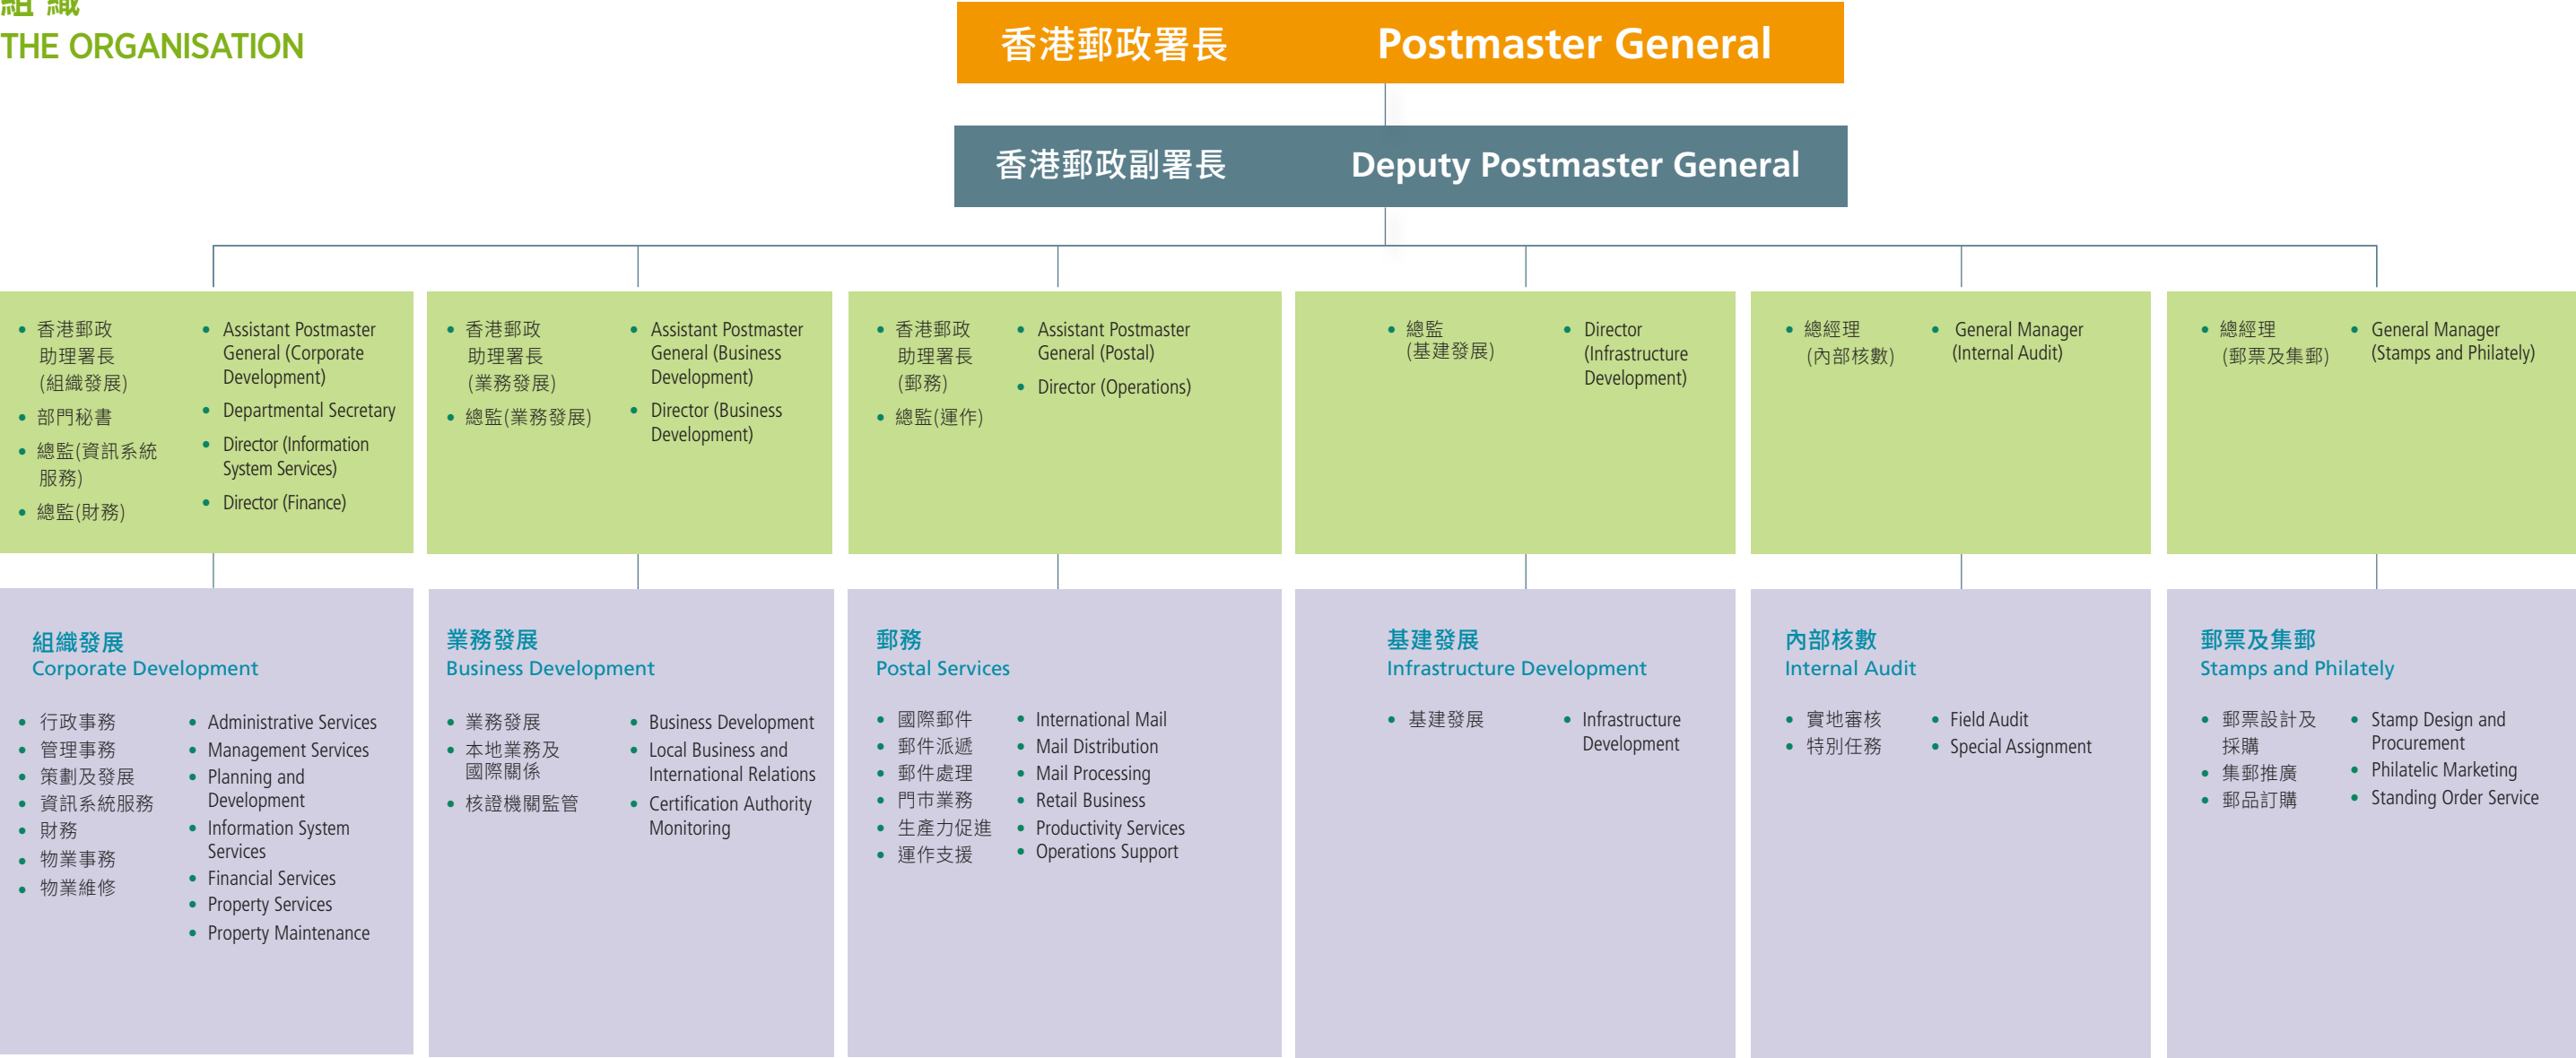 組 織
THE ORGANISATION
香港郵政署長 Postmaster General
香港郵政副署長 Deputy Postmaster General
• 香港郵政
助理署長
(組織發展)
• 部門秘書
• 總監(資訊系統
服務)
• 總監(財務)
• Assistant Postmaster
General (Corporate
Development)
• Departmental Secretary
• Director (Information
System Services)
• Director (Finance)
• 香港郵政
助理署長
(業務發展)
• 總監(業務發展)
• Assistant Postmaster
General (Business
Development)
• Director (Business
Development)
• 香港郵政
助理署長
(郵務)
• 總監(運作)
• Assistant Postmaster
General (Postal)
• Director (Operations)
• 總監
(基建發展)
• Director
(Infrastructure
Development)
• 總經理
(內部核數)
• General Manager
(Internal Audit)
• 總經理
(郵票及集郵)
• General Manager
(Stamps and Philately)
組織發展
Corporate Development
• 行政事務
• 管理事務
• 策劃及發展
• 資訊系統服務
• 財務
• 物業事務
• 物業維修
• Administrative Services
• Management Services
• Planning and
Development
• Information System
Services
• Financial Services
• Property Services
• Property Maintenance
業務發展
Business Development
• 業務發展
• 本地業務及
國際關係
• 核證機關監管
• Business Development
• Local Business and
International Relations
• Certification Authority
Monitoring
郵務
Postal Services
• 國際郵件
• 郵件派遞
• 郵件處理
• 門市業務
• 生產力促進
• 運作支援
• International Mail
• Mail Distribution
• Mail Processing
• Retail Business
• Productivity Services
• Operations Support
基建發展
Infrastructure Development
• 基建發展
• Infrastructure
Development
內部核數
Internal Audit
• 實地審核
• 特別任務
• Field Audit
• Special Assignment
郵票及集郵
Stamps and Philately
• 郵票設計及
採購
• 集郵推廣
• 郵品訂購
• Stamp Design and
Procurement
• Philatelic Marketing
• Standing Order Service